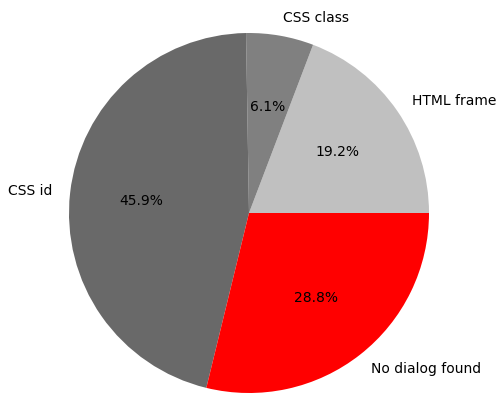 CSS class
6.1%
HTML frame
19.2%
CSS id
45.9%
28.8%
No dialog found